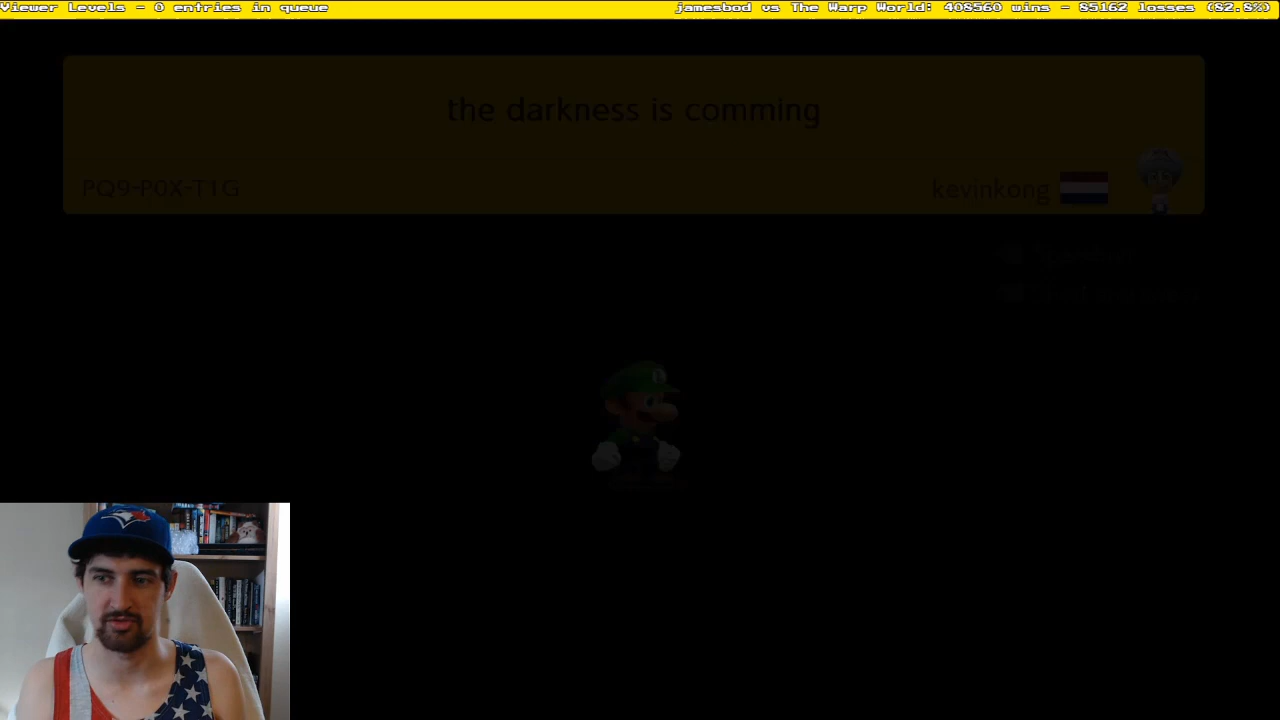 Viewer Levels - 0 entries in queue
jamesbod vs The Warp World: 408560 wins - 85162 losses (82.8%)
the darkness is comming
PQ9-P0X-T1G
kevinkong